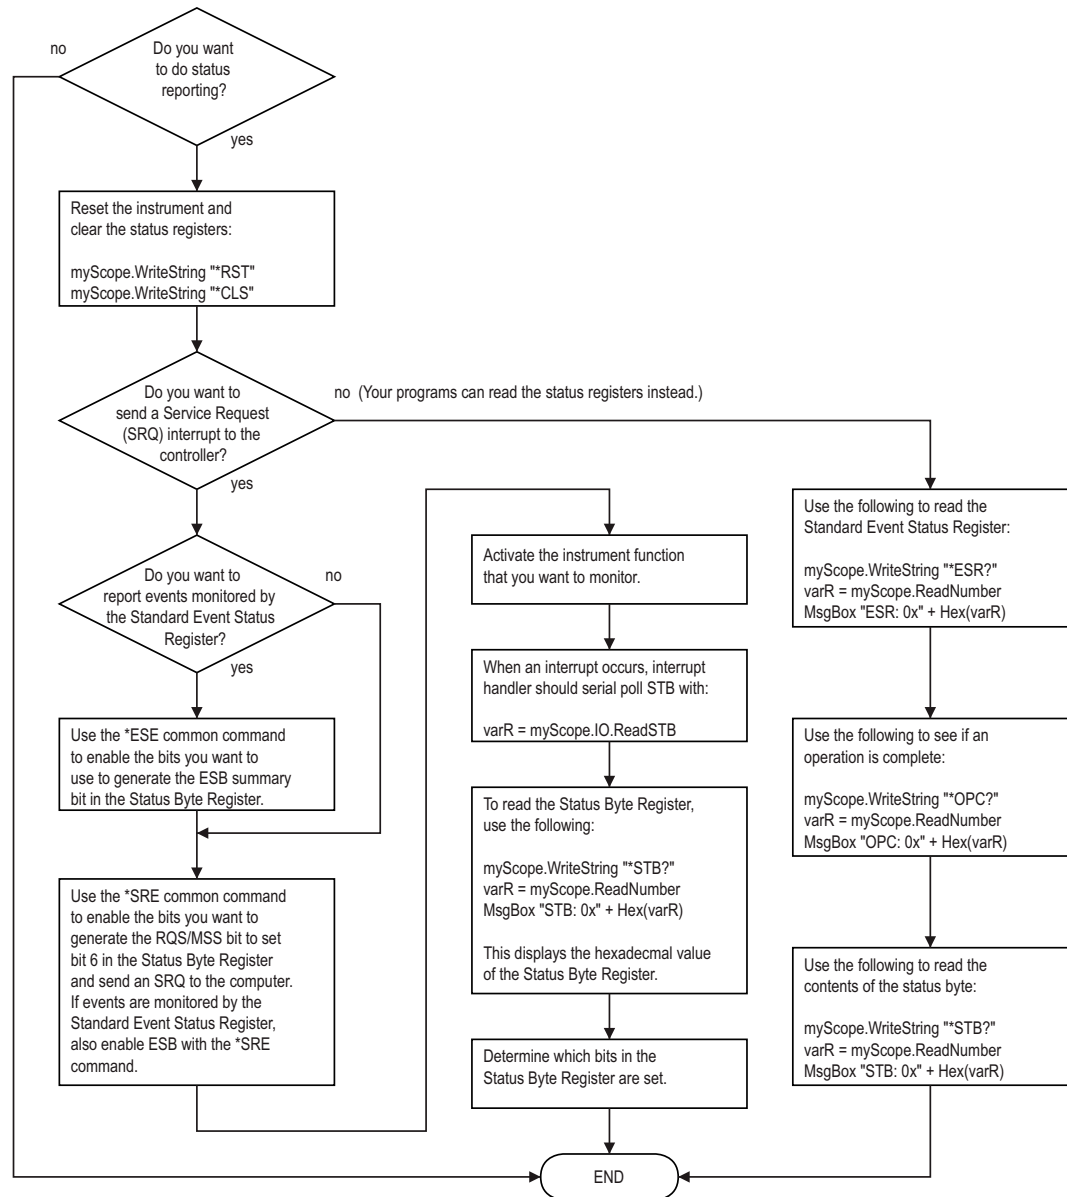 no
Do you want
to do status
reporting?
yes
Reset the instrument and
clear the status registers:
myScope.WriteString "*RST"
myScope.WriteString "*CLS"
Do you want to
send a Service Request
(SRQ) interrupt to the
controller?
no (Your programs can read the status registers instead.)
yes
Do you want to
report events monitored by
the Standard Event Status
Register?
no
yes
Use the *ESE common command
to enable the bits you want to
use to generate the ESB summary
bit in the Status Byte Register.
Use the *SRE common command
to enable the bits you want to
generate the RQS/MSS bit to set
bit 6 in the Status Byte Register
and send an SRQ to the computer.
If events are monitored by the
Standard Event Status Register,
also enable ESB with the *SRE
command.
Activate the instrument function
that you want to monitor.
When an interrupt occurs, interrupt
handler should serial poll STB with:
varR = myScope.IO.ReadSTB
To read the Status Byte Register,
use the following:
myScope.WriteString "*STB?"
varR = myScope.ReadNumber
MsgBox "STB: 0x" + Hex(varR)
This displays the hexadecmal value
of the Status Byte Register.
Determine which bits in the
Status Byte Register are set.
Use the following to read the
Standard Event Status Register:
myScope.WriteString "*ESR?"
varR = myScope.ReadNumber
MsgBox "ESR: 0x" + Hex(varR)
Use the following to see if an
operation is complete:
myScope.WriteString "*OPC?"
varR = myScope.ReadNumber
MsgBox "OPC: 0x" + Hex(varR)
Use the following to read the
contents of the status byte:
myScope.WriteString "*STB?"
varR = myScope.ReadNumber
MsgBox "STB: 0x" + Hex(varR)
END